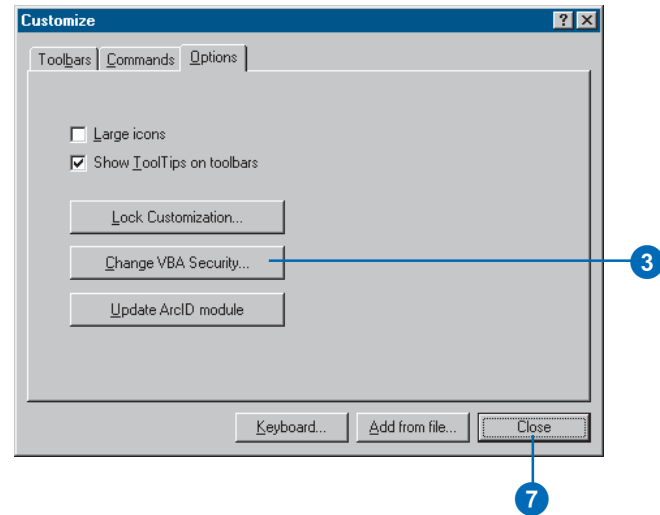 Customize
Toolbars Commands Options
Large icons
Show ToolTips on toolbars
Lock Customization...
Change VBA Security...
3
Update ArcID module
Keyboard... Add from file... Close
7